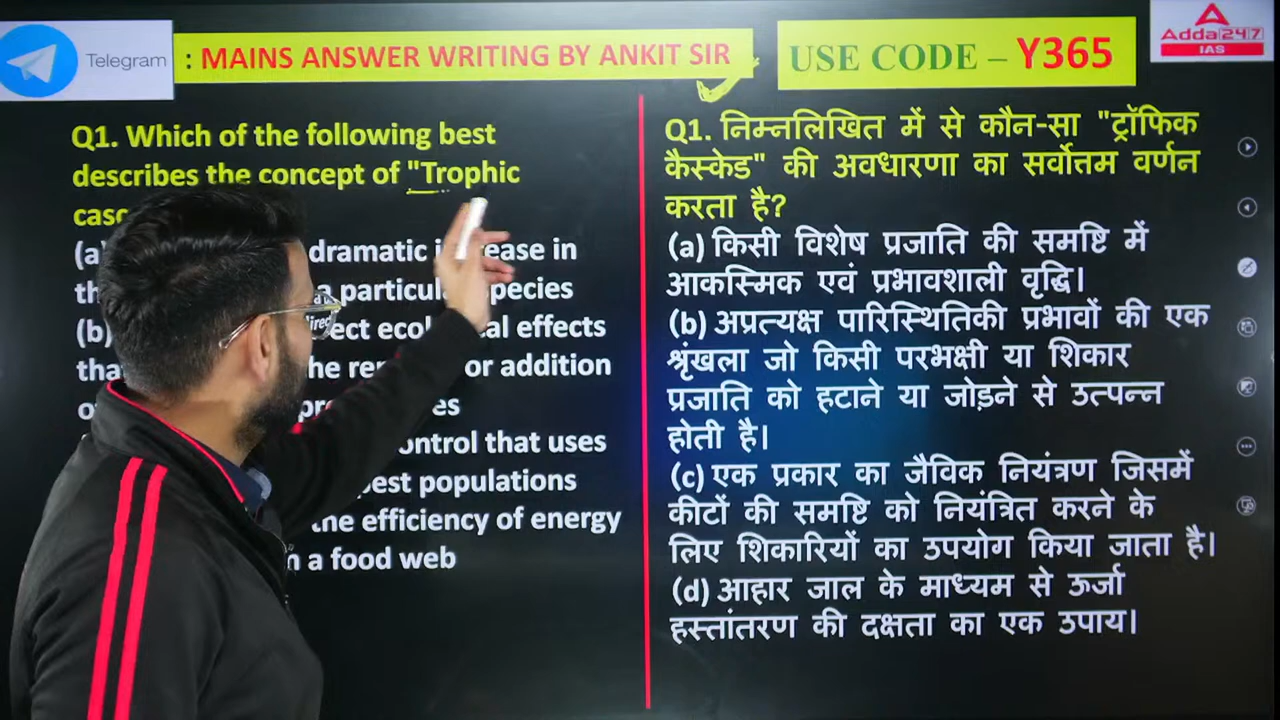 Telegram
: MAINS ANSWER WRITING BY ANKIT SIR
USE CODE – Y365
Adda247
IAS
Q1. Which of the following best
describes the concept of "Trophic
(a) dramatic in ease in
a particul species
(b) ect ecol al effects
he re or addition
es
ontrol that uses
pest populations
the efficiency of energy
a food web
Q1. निम्नलिखित में से कौन-सा "ट्रॉफिक
कैस्केड" की अवधारणा का सर्वोत्तम वर्णन
करता है?
(a) किसी विशेष प्रजाति की समष्टि में
आकस्मिक एवं प्रभावशाली वृद्धि।
(b) अप्रत्यक्ष पारिस्थितिकी प्रभावों की एक
श्रृंखला जो किसी परभक्षी या शिकार
प्रजाति को हटाने या जोड़ने से उत्पन्न
होती है।
(c) एक प्रकार का जैविक नियंत्रण जिसमें
कीटों की समष्टि को नियंत्रित करने के
लिए शिकारियों का उपयोग किया जाता है।
(d) आहार जाल के माध्यम से ऊर्जा
हस्तांतरण की दक्षता का एक उपाय।